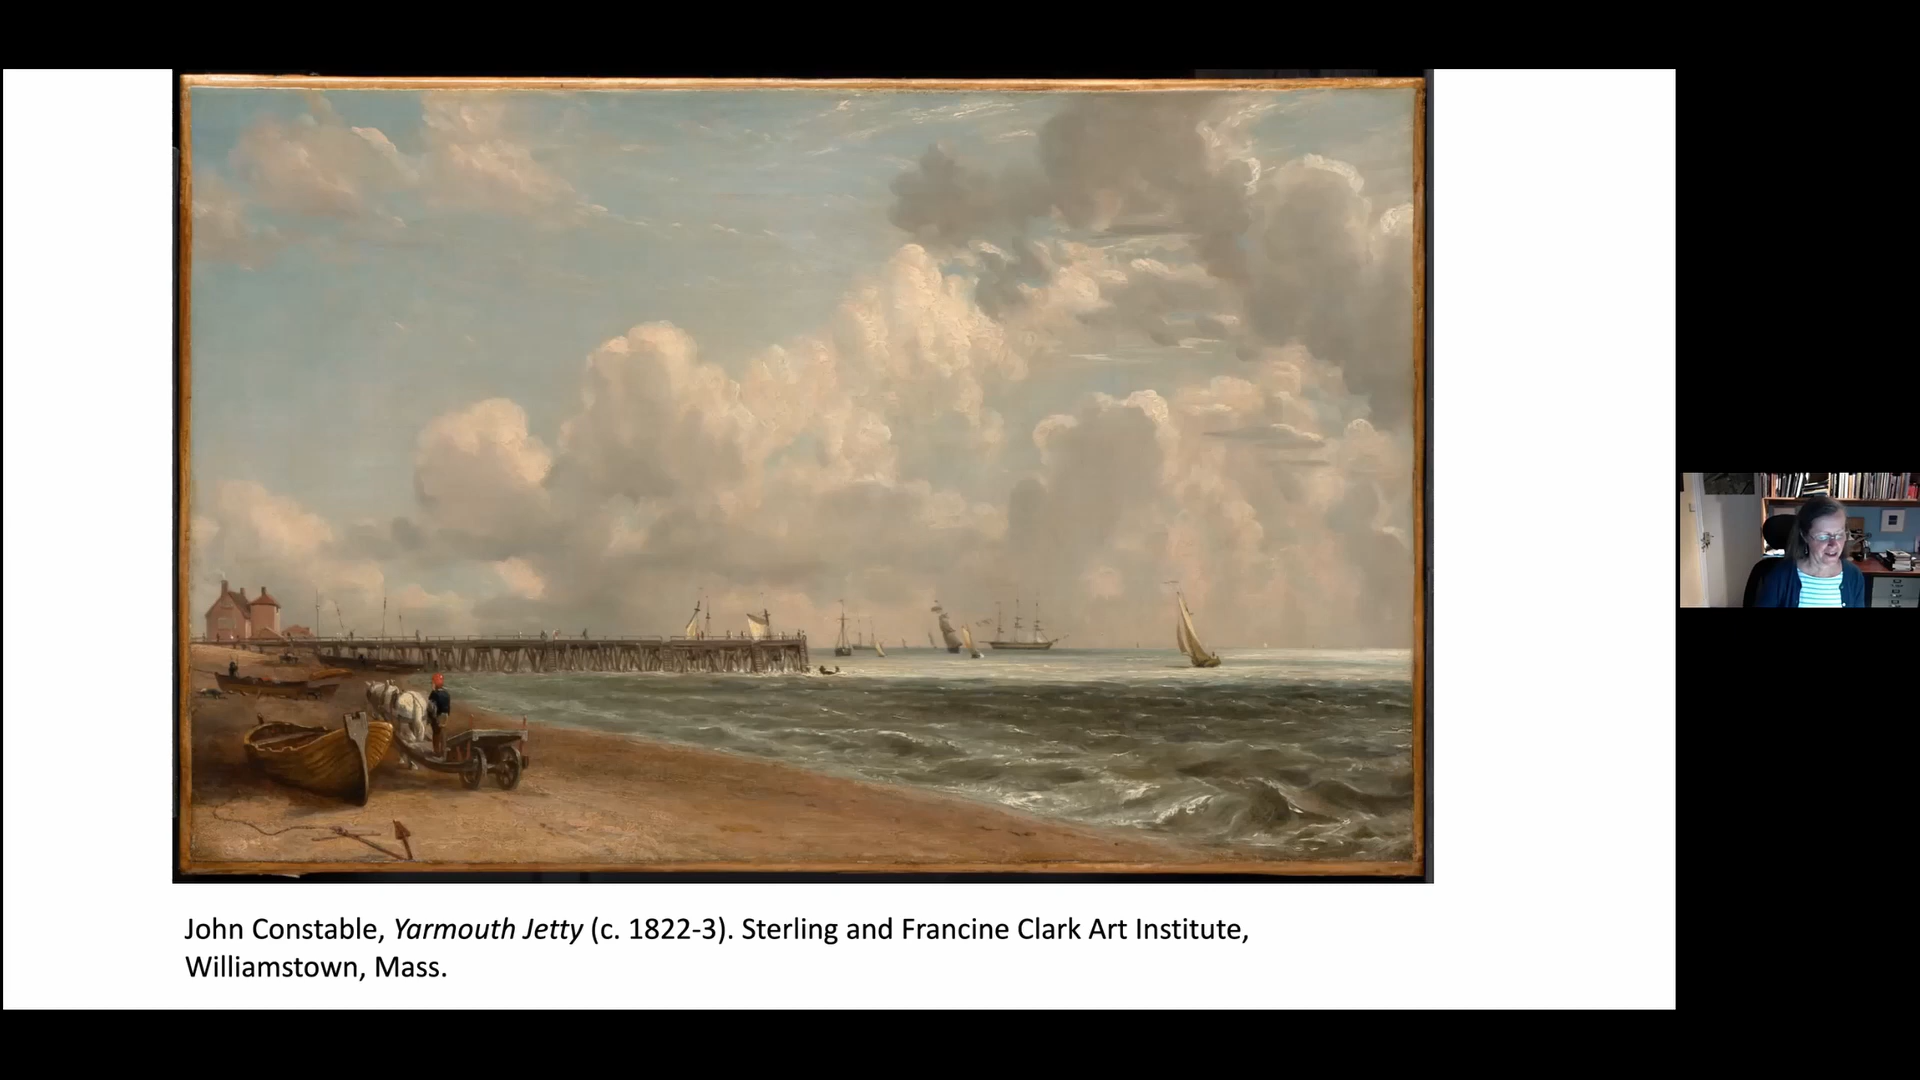 John Constable, Yarmouth Jetty (c. 1822-3). Sterling and Francine Clark Art Institute,
Williamstown, Mass.